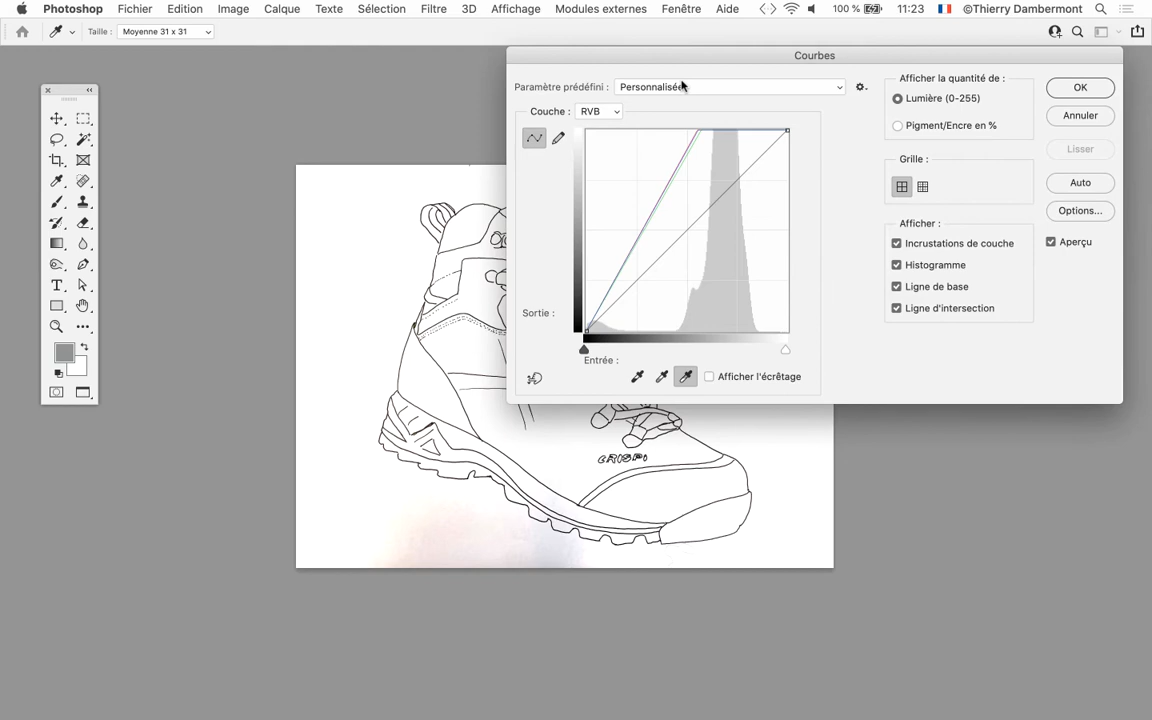 Photoshop Fichier Edition Image Calque Texte Sélection Filtre 3D Affichage Modules externes Fenêtre Aide 100 % 11:23 ©Thierry Dambermont
Taille : Moyenne 31 x 31
Courbes
Paramètre prédéfini : Personnalisée
Couche : RVB
Sortie :
Entrée :
Afficher l'écrêtage
Afficher la quantité de :
Lumière (0-255)
Pigment/Encre en %
Grille :
Afficher :
Incrustations de couche
Histogramme
Ligne de base
Ligne d'intersection
OK
Annuler
Lisser
Auto
Options...
Aperçu
T
CRISPI